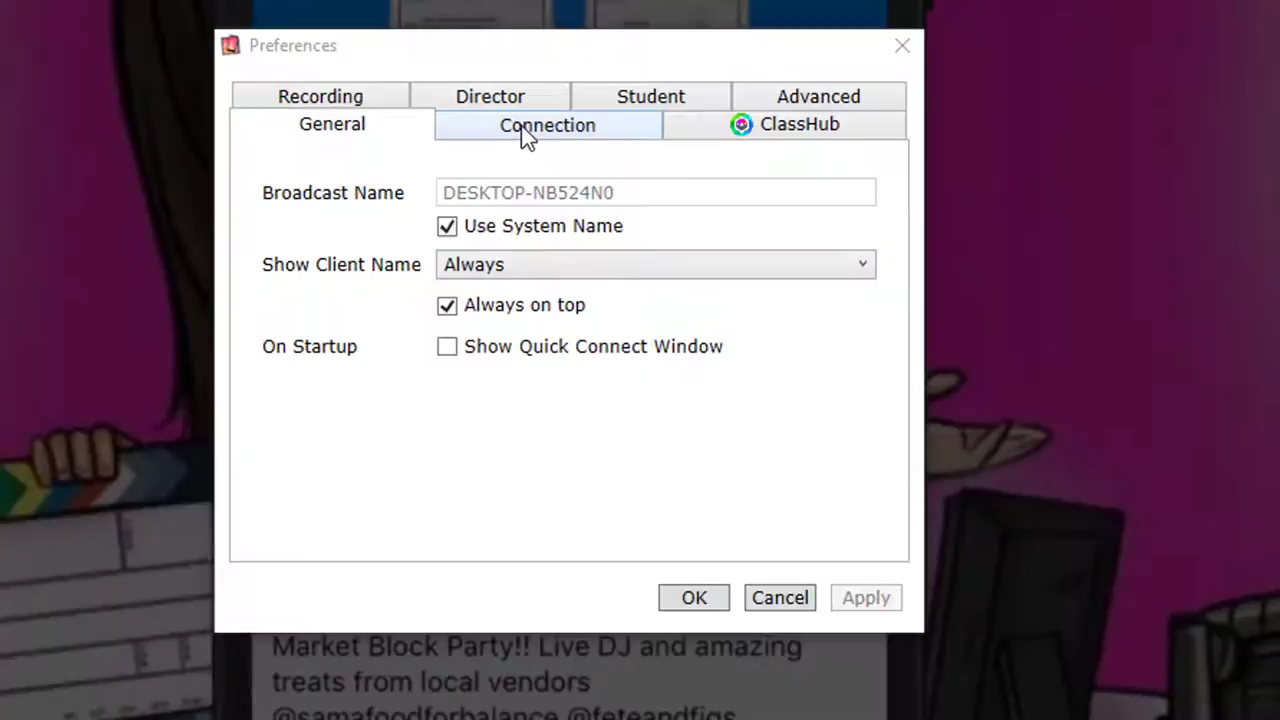 Preferences
Recording Director Student Advanced
General Connection ClassHub
Broadcast Name DESKTOP-NB524N0
Use System Name
Show Client Name Always
Always on top
On Startup Show Quick Connect Window
OK Cancel Apply
Market Block Party!! Live DJ and amazing
treats from local vendors
@samafoodforbalance @feteandfigs